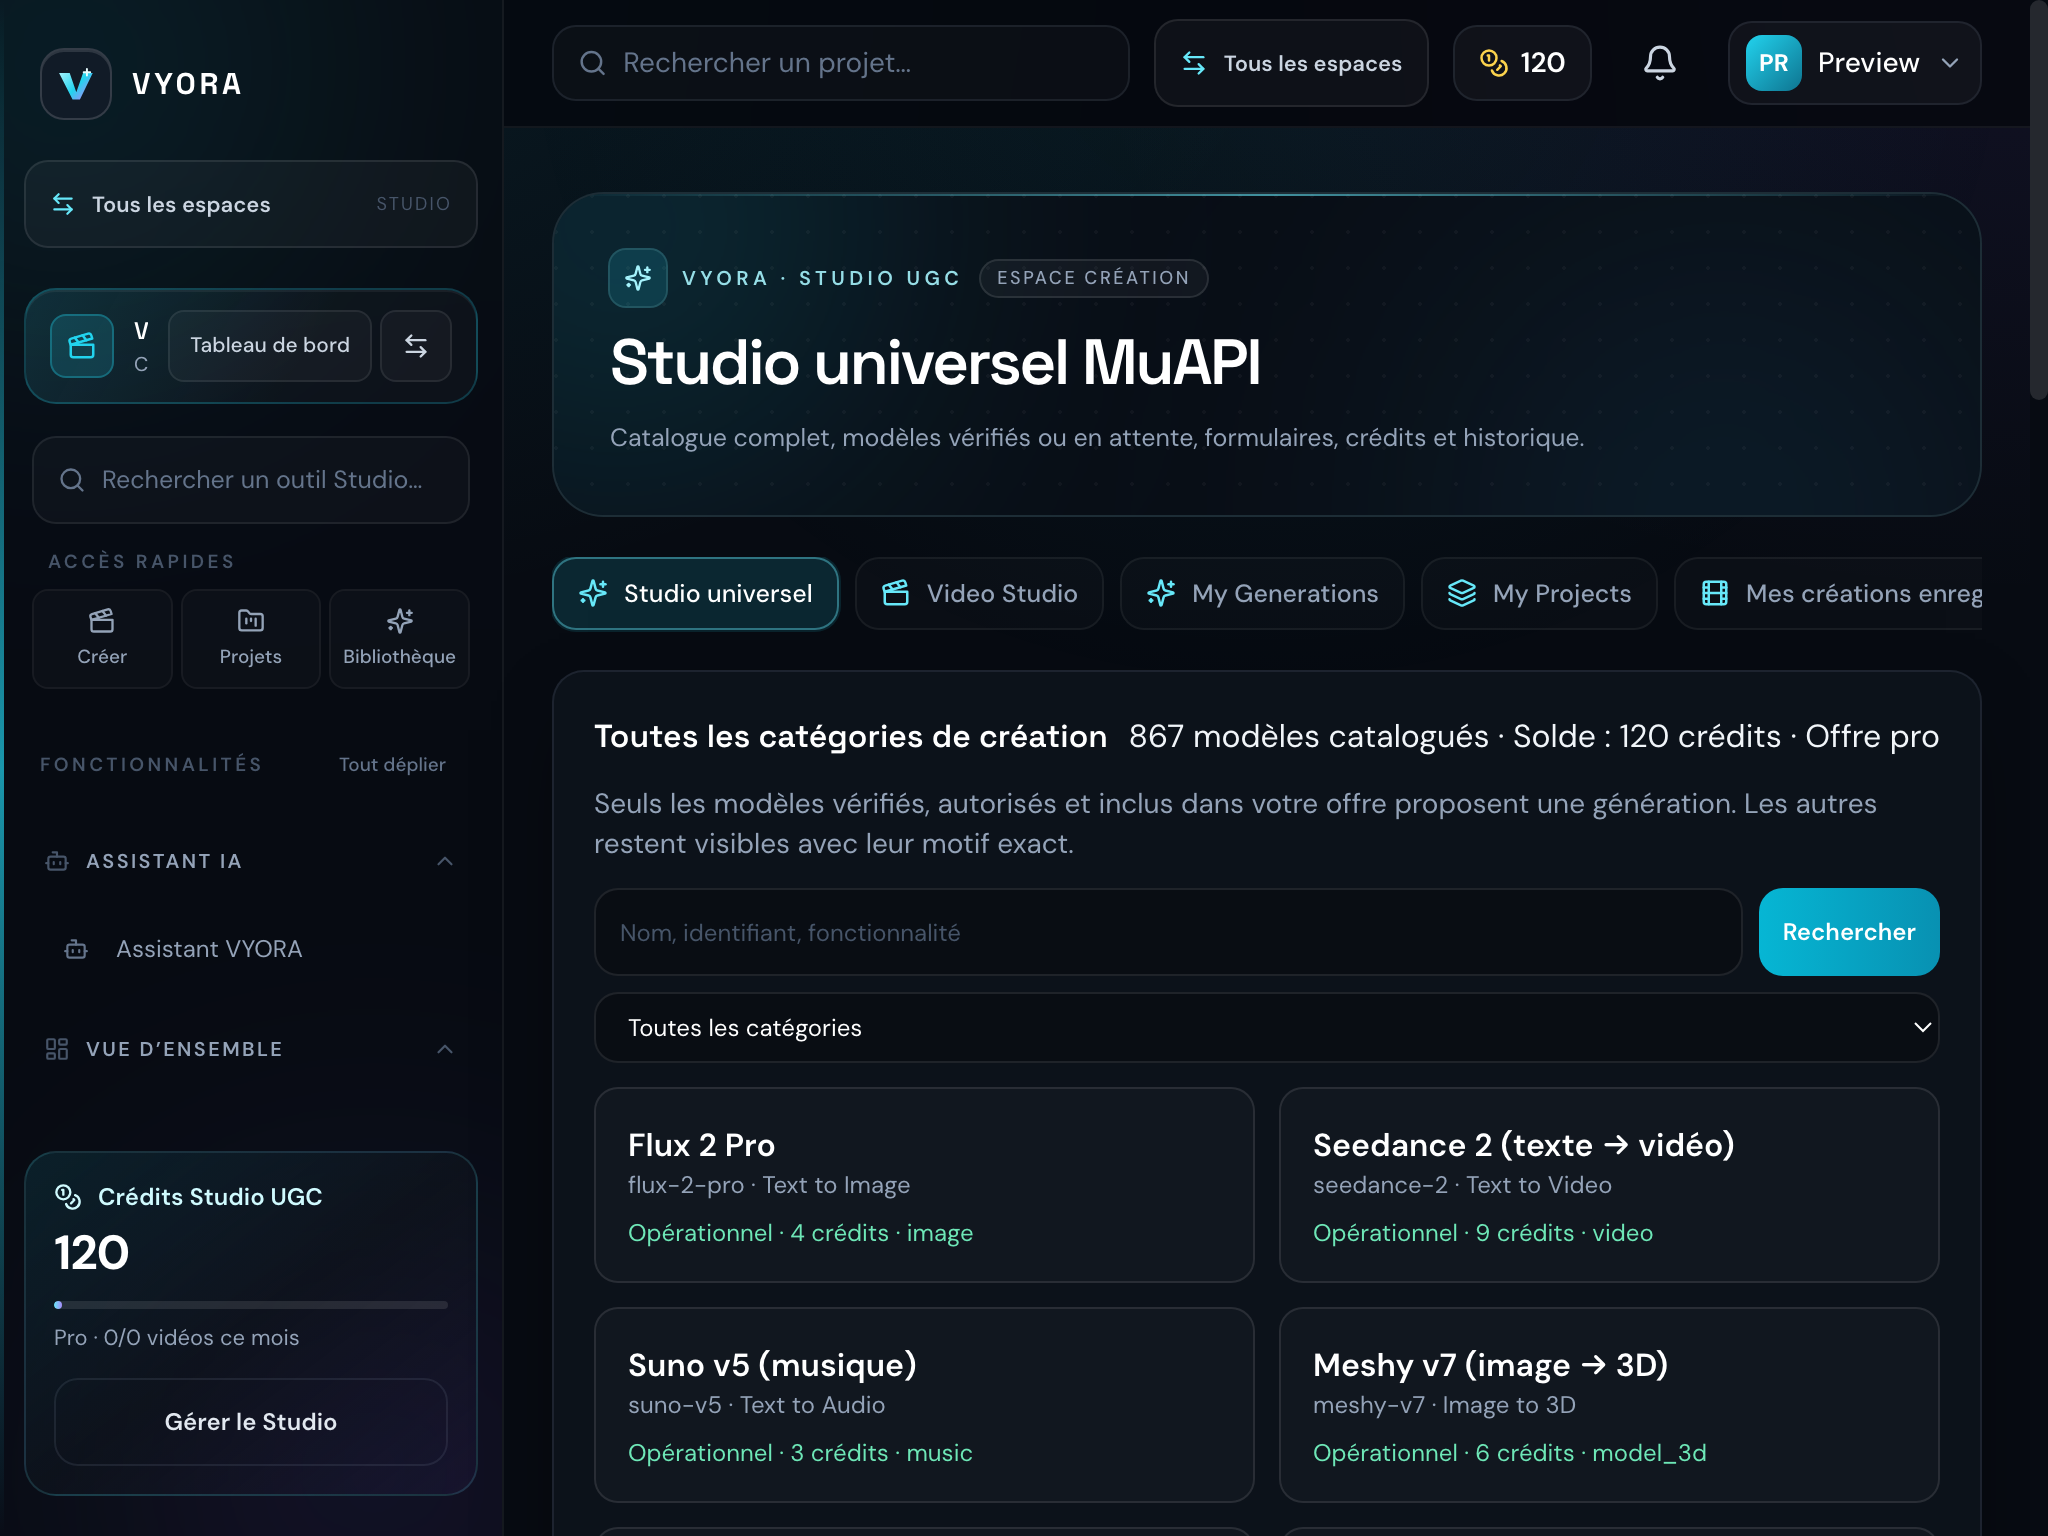 VYORA
Tous les espaces STUDIO
V
C
Tableau de bord
Rechercher un outil Studio...
ACCÈS RAPIDES
Créer Projets Bibliothèque
FONCTIONNALITÉS Tout déplier
ASSISTANT IA
Assistant VYORA
VUE D’ENSEMBLE
Crédits Studio UGC
120
Pro · 0/0 vidéos ce mois
Gérer le Studio
Rechercher un projet...
Tous les espaces
120
PR Preview
VYORA · STUDIO UGC ESPACE CRÉATION
Studio universel MuAPI
Catalogue complet, modèles vérifiés ou en attente, formulaires, crédits et historique.
Studio universel Video Studio My Generations My Projects Mes créations enreg
Toutes les catégories de création 867 modèles catalogués · Solde : 120 crédits · Offre pro
Seuls les modèles vérifiés, autorisés et inclus dans votre offre proposent une génération. Les autres
restent visibles avec leur motif exact.
Nom, identifiant, fonctionnalité Rechercher
Toutes les catégories
Flux 2 Pro
flux-2-pro · Text to Image
Opérationnel · 4 crédits · image
Seedance 2 (texte → vidéo)
seedance-2 · Text to Video
Opérationnel · 9 crédits · video
Suno v5 (musique)
suno-v5 · Text to Audio
Opérationnel · 3 crédits · music
Meshy v7 (image → 3D)
meshy-v7 · Image to 3D
Opérationnel · 6 crédits · model_3d